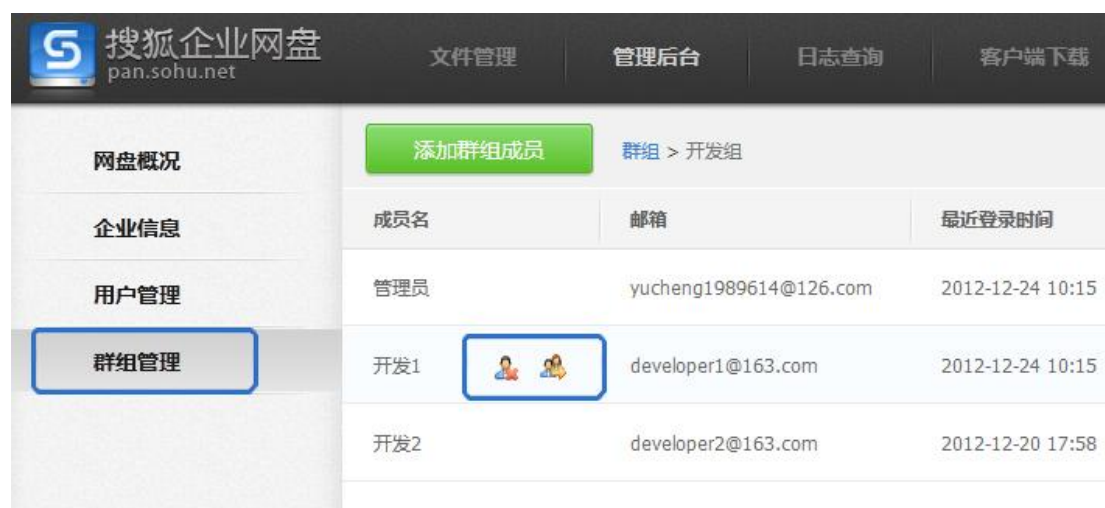 搜狐企业网盘
pan.sohu.net
文件管理 管理后台 日志查询 客户端下载
网盘概况
企业信息
用户管理
群组管理
添加群组成员 群组 > 开发组
成员名 邮箱 最近登录时间
管理员 yucheng1989614@126.com 2012-12-24 10:15
开发1 developer1@163.com 2012-12-24 10:15
开发2 developer2@163.com 2012-12-20 17:58